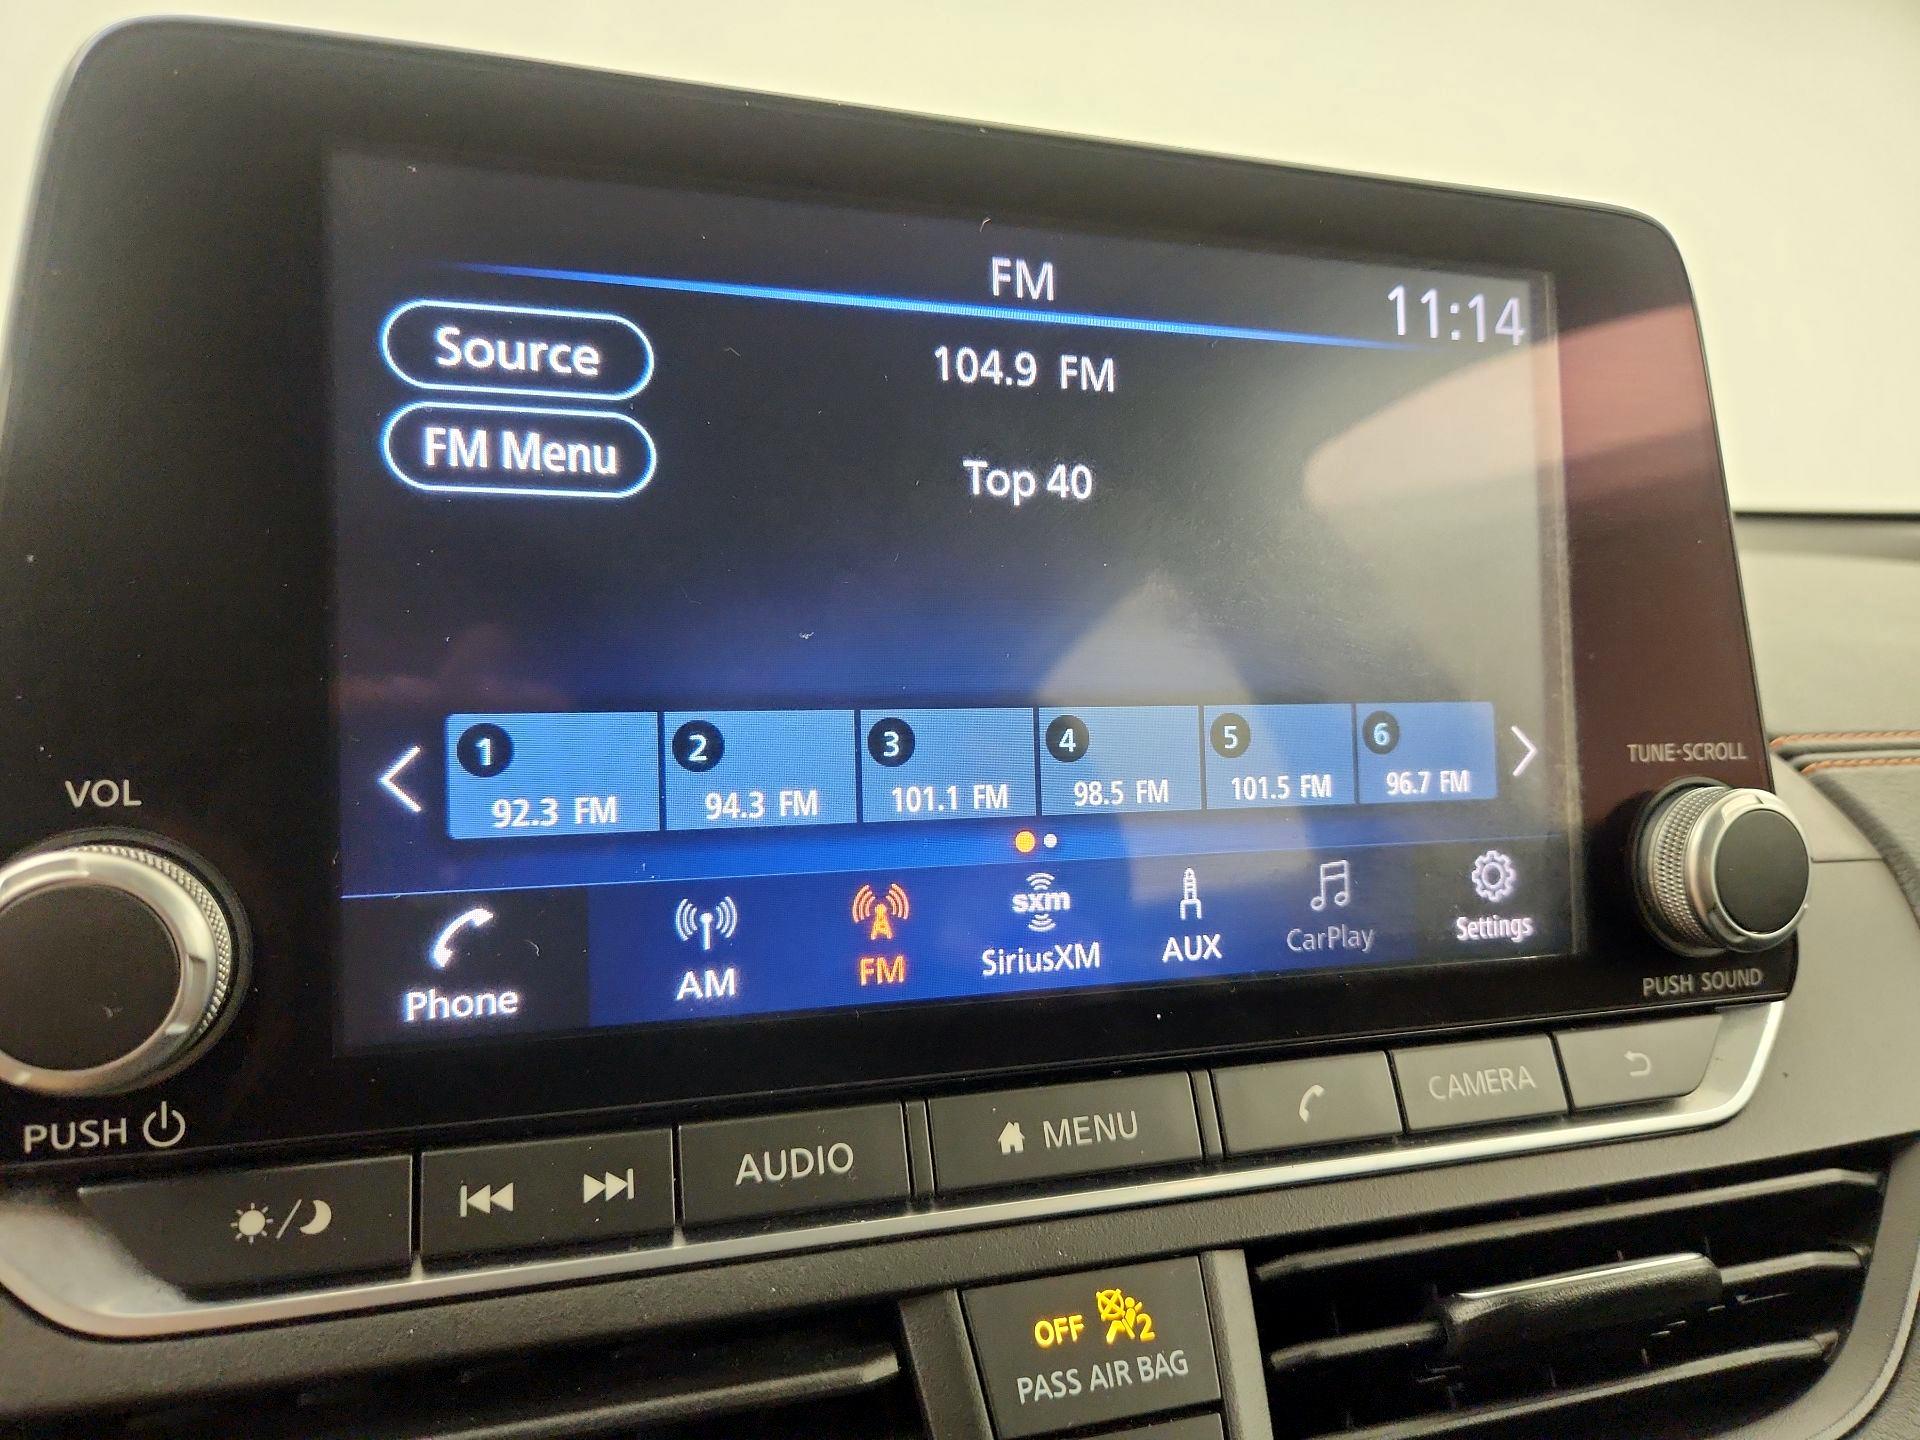 FM
11:14
Source
104.9 FM
FM Menu
Top 40
1
92.3 FM
2
94.3 FM
3
101.1 FM
4
98.5 FM
5
101.5 FM
6
96.7 FM
Phone
AM
FM
sxm
SiriusXM
AUX
CarPlay
Settings
VOL
PUSH
TUNE·SCROLL
PUSH SOUND
AUDIO
MENU
CAMERA
OFF 2
PASS AIR BAG